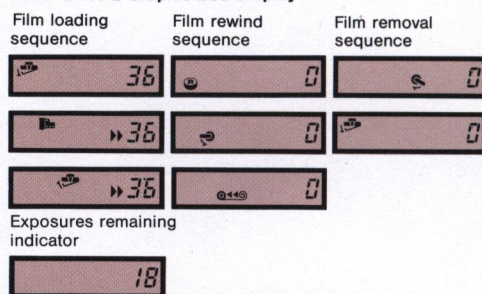 Film loading
sequence
36
36
36
Film rewind
sequence
0
0
0
Film removal
sequence
0
0
Exposures remaining
indicator
18